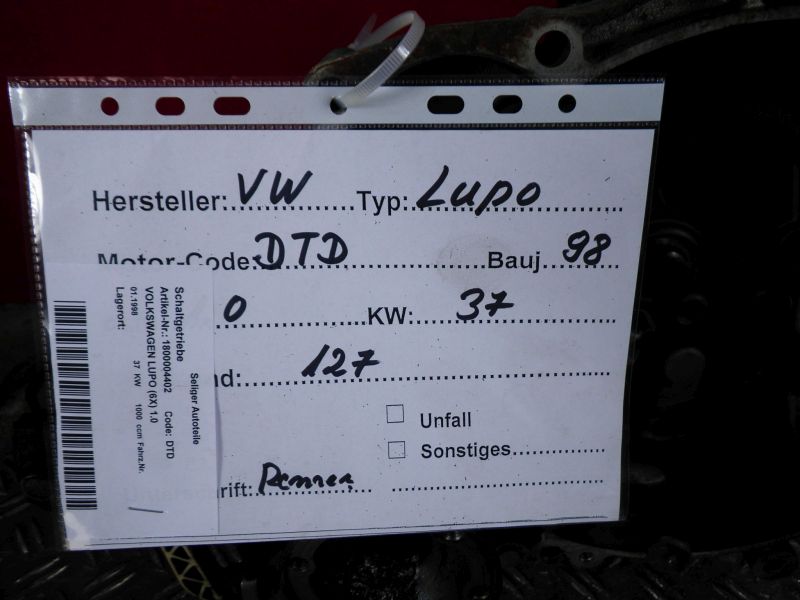 Hersteller: VW Typ: Lupo
Motor-Code: DTD Bauj. 98
0 KW: 37
nd: 127
Unfall
Sonstiges
Unterschrift: Renner
Seliger Autoteile
Schaltgetriebe
Artikel-Nr.: 1800004402 Code: DTD
VOLKSWAGEN LUPO (6X) 1.0
01.1998 37 KW 1000 ccm Fahrz.Nr.
Lagerort: